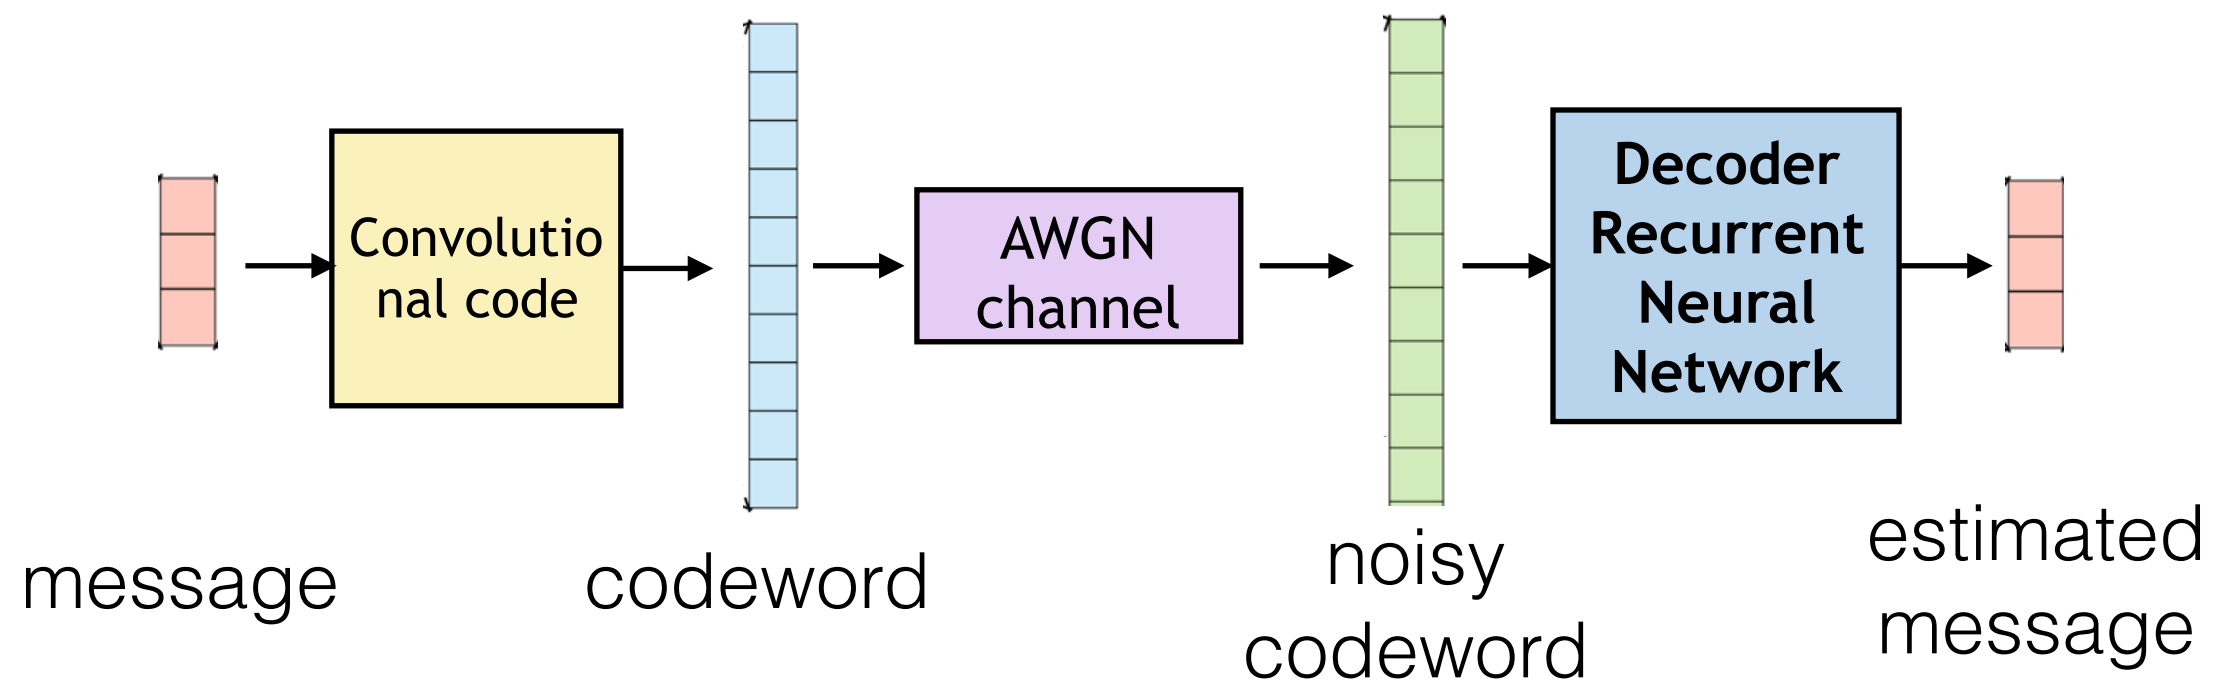 Convolutio
nal code
AWGN
channel
Decoder
Recurrent
Neural
Network
message
codeword
noisy
codeword
estimated
message